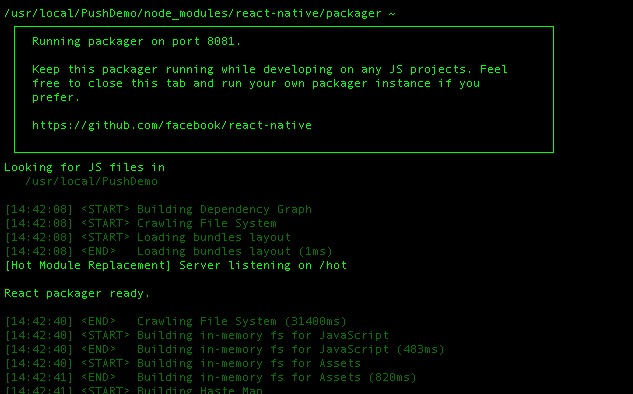 /usr/local/PushDemo/node_modules/react-native/packager ~
Running packager on port 8081.
Keep this packager running while developing on any JS projects. Feel
free to close this tab and run your own packager instance if you
prefer.
https://github.com/facebook/react-native
Looking for JS files in
/usr/local/PushDemo
[14:42:08] <START> Building Dependency Graph
[14:42:08] <START> Crawling File System
[14:42:08] <START> Loading bundles layout
[14:42:08] <END>   Loading bundles layout (1ms)
[Hot Module Replacement] Server listening on /hot
React packager ready.
[14:42:40] <END>   Crawling File System (31400ms)
[14:42:40] <START> Building in-memory fs for JavaScript
[14:42:40] <END>   Building in-memory fs for JavaScript (483ms)
[14:42:40] <START> Building in-memory fs for Assets
[14:42:41] <END>   Building in-memory fs for Assets (820ms)
[14:42:41] <START> Building Haste Map